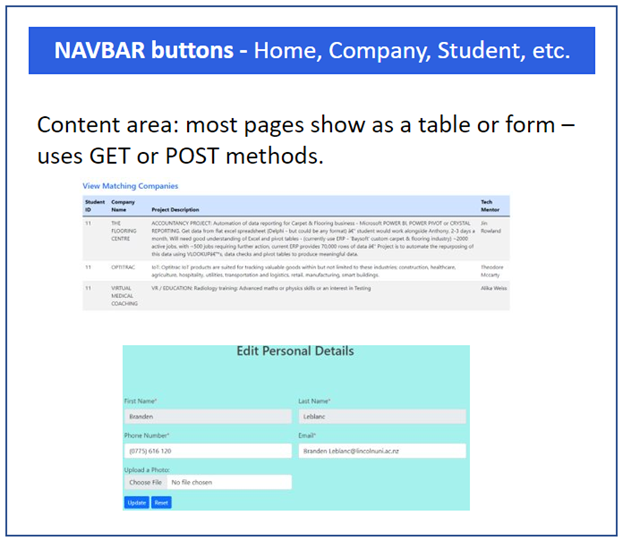 NAVBAR buttons - Home, Company, Student, etc.
Content area: most pages show as a table or form –
uses GET or POST methods.
View Matching Companies
Student ID Company Name Project Description Tech Mentor
11 THE FLOORING CENTRE ACCOUNTANCY PROJECT: Automation of data reporting for Carpet & Flooring business - Microsoft POWER BI, POWER PIVOT or CRYSTAL Jin Rowland
REPORTING. Get data from flat excel spreadsheet (Delphi - but could be any format) â€“ student would work alongside Anthony, 2-3 days a
month. Will need good understanding of Excel and pivot tables - (currently use ERP - 'Baysoft' custom carpet & flooring industry) ~2000
active jobs, with ~500 jobs requiring further action, current ERP provides 70,000 rows of data â€“ Project is to automate the repurposing of
this data using VLOOKUPâ€™s, data checks and pivot tables to produce meaningful data.
11 OPTITRAC IoT: Optitrac IoT products are suited for tracking valuable goods within but not limited to these industries; construction, healthcare, Theodore Mccarty
agriculture, hospitality, utilities, transportation and logistics, retail, manufacturing, smart buildings.
11 VIRTUAL MEDICAL COACHING VR / EDUCATION: Radiology training: Advanced maths or physics skills or an interest in Testing Alika Weiss
Edit Personal Details
First Name* Last Name*
Branden Leblanc
Phone Number* Email*
(0775) 616 120 Branden Leblanc@lincolnuni.ac.nz
Upload a Photo:
Choose File No file chosen
Update Reset